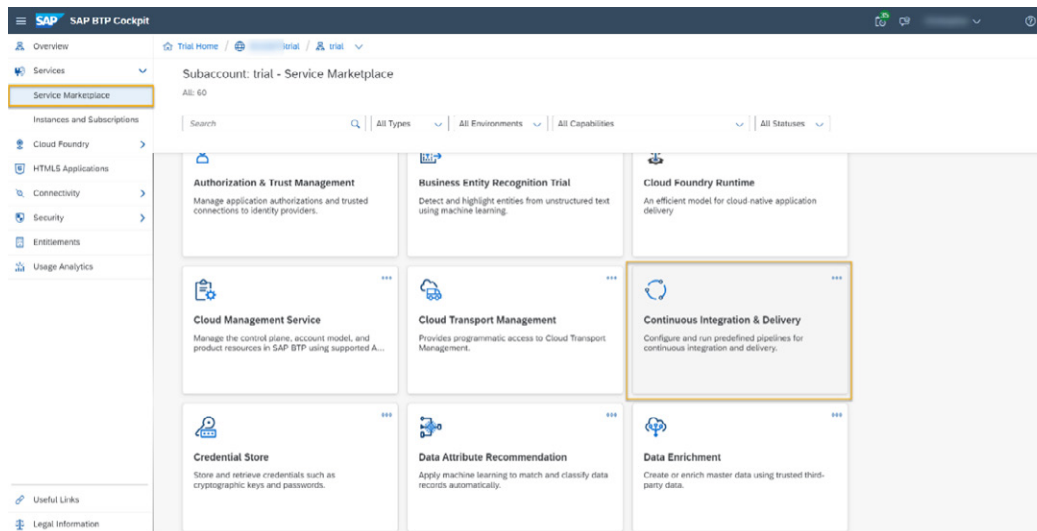 SAP SAP BTP Cockpit
Overview
Trial Home / trial / trial
Services
Subaccount: trial - Service Marketplace
Service Marketplace
All: 60
Instances and Subscriptions
Search All Types All Environments All Capabilities All Statuses
Cloud Foundry
HTML5 Applications
Connectivity
Security
Entitlements
Usage Analytics
Authorization & Trust Management
Manage application authorizations and trusted
connections to identity providers.
Business Entity Recognition Trial
Detect and highlight entities from unstructured text
using machine learning.
Cloud Foundry Runtime
An efficient model for cloud-native application
delivery
Cloud Management Service
Manage the control plane, account model, and
product resources in SAP BTP using supported A...
Cloud Transport Management
Provides programmatic access to Cloud Transport
Management.
Continuous Integration & Delivery
Configure and run predefined pipelines for
continuous integration and delivery.
Credential Store
Store and retrieve credentials such as
cryptographic keys and passwords.
Data Attribute Recommendation
Apply machine learning to match and classify data
records automatically.
Data Enrichment
Create or enrich master data using trusted third-
party data.
Useful Links
Legal Information